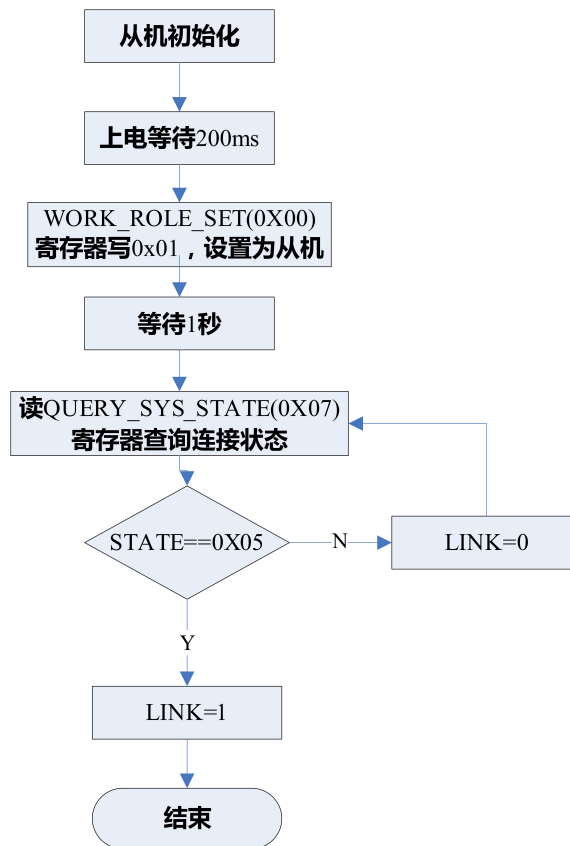 从机初始化
上电等待200ms
WORK_ROLE_SET(0X00)
寄存器写0x01，设置为从机
等待1秒
读QUERY_SYS_STATE(0X07)
寄存器查询连接状态
STATE==0X05
N
LINK=0
Y
LINK=1
结束